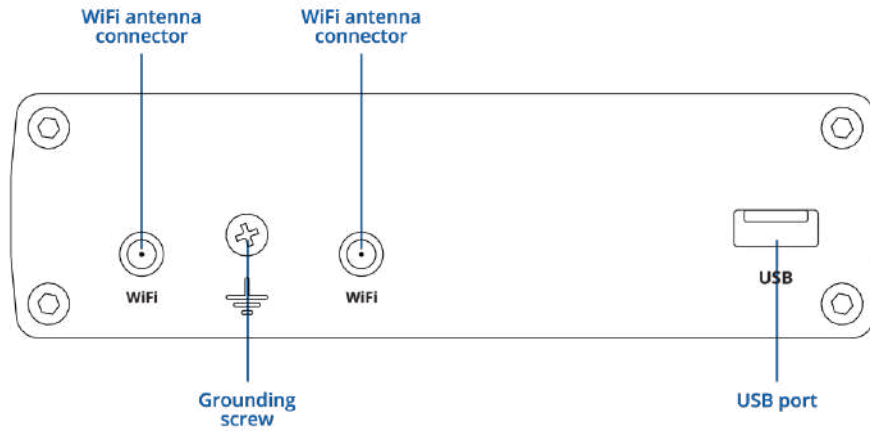 WiFi antenna
connector
WiFi antenna
connector
WiFi
WiFi
USB
Grounding
screw
USB port